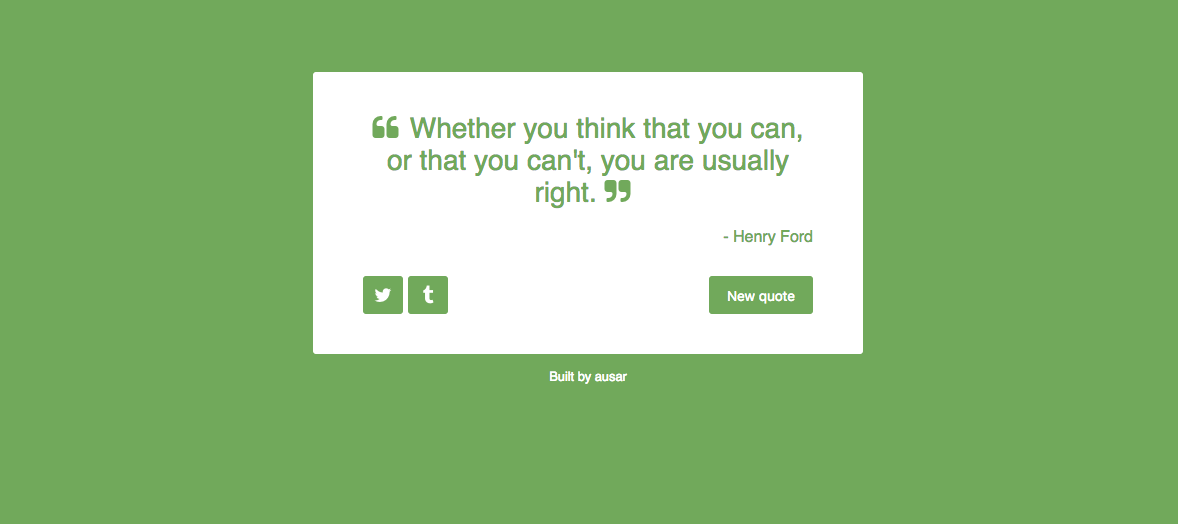 “ Whether you think that you can,
or that you can't, you are usually
right. ”
- Henry Ford
New quote
Built by ausar